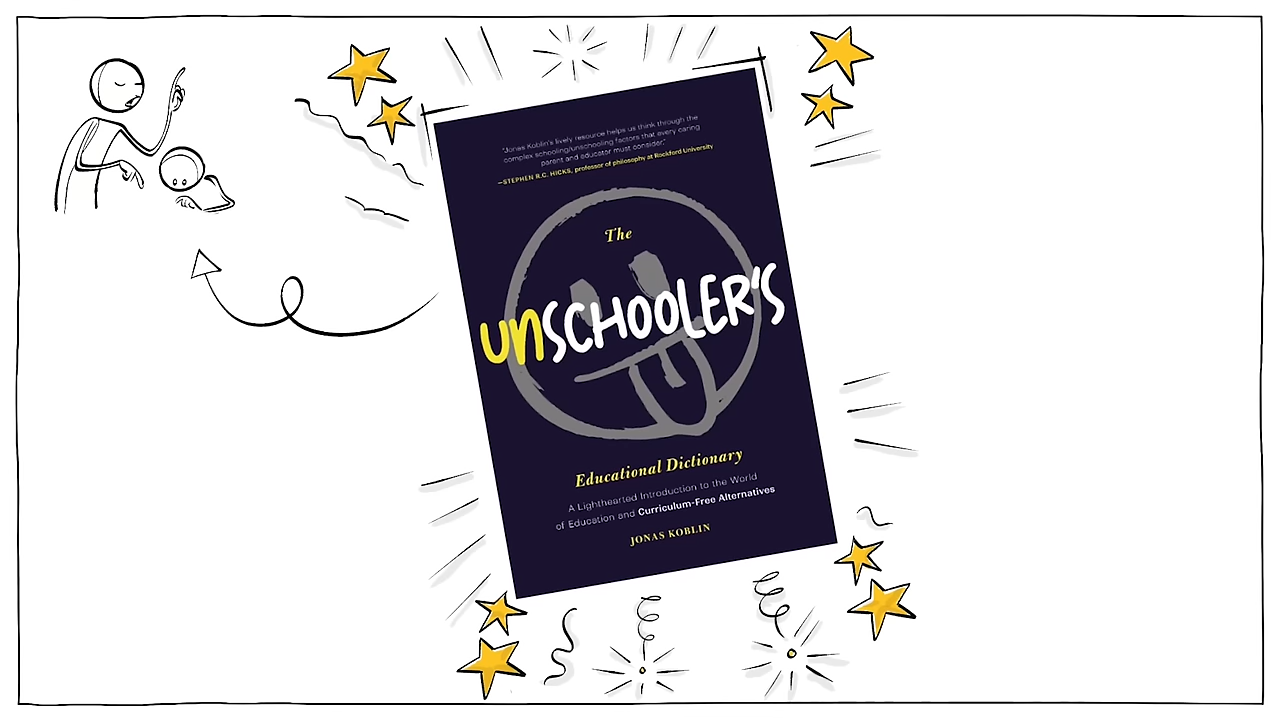 "Jonas Koblin's lively resource helps us think through the
complex schooling/unschooling factors that every caring
parent and educator must consider."
—STEPHEN R.C. HICKS, professor of philosophy at Rockford University
The
unSCHOOLER'S
Educational Dictionary
A Lighthearted Introduction to the World
of Education and Curriculum-Free Alternatives
JONAS KOBLIN